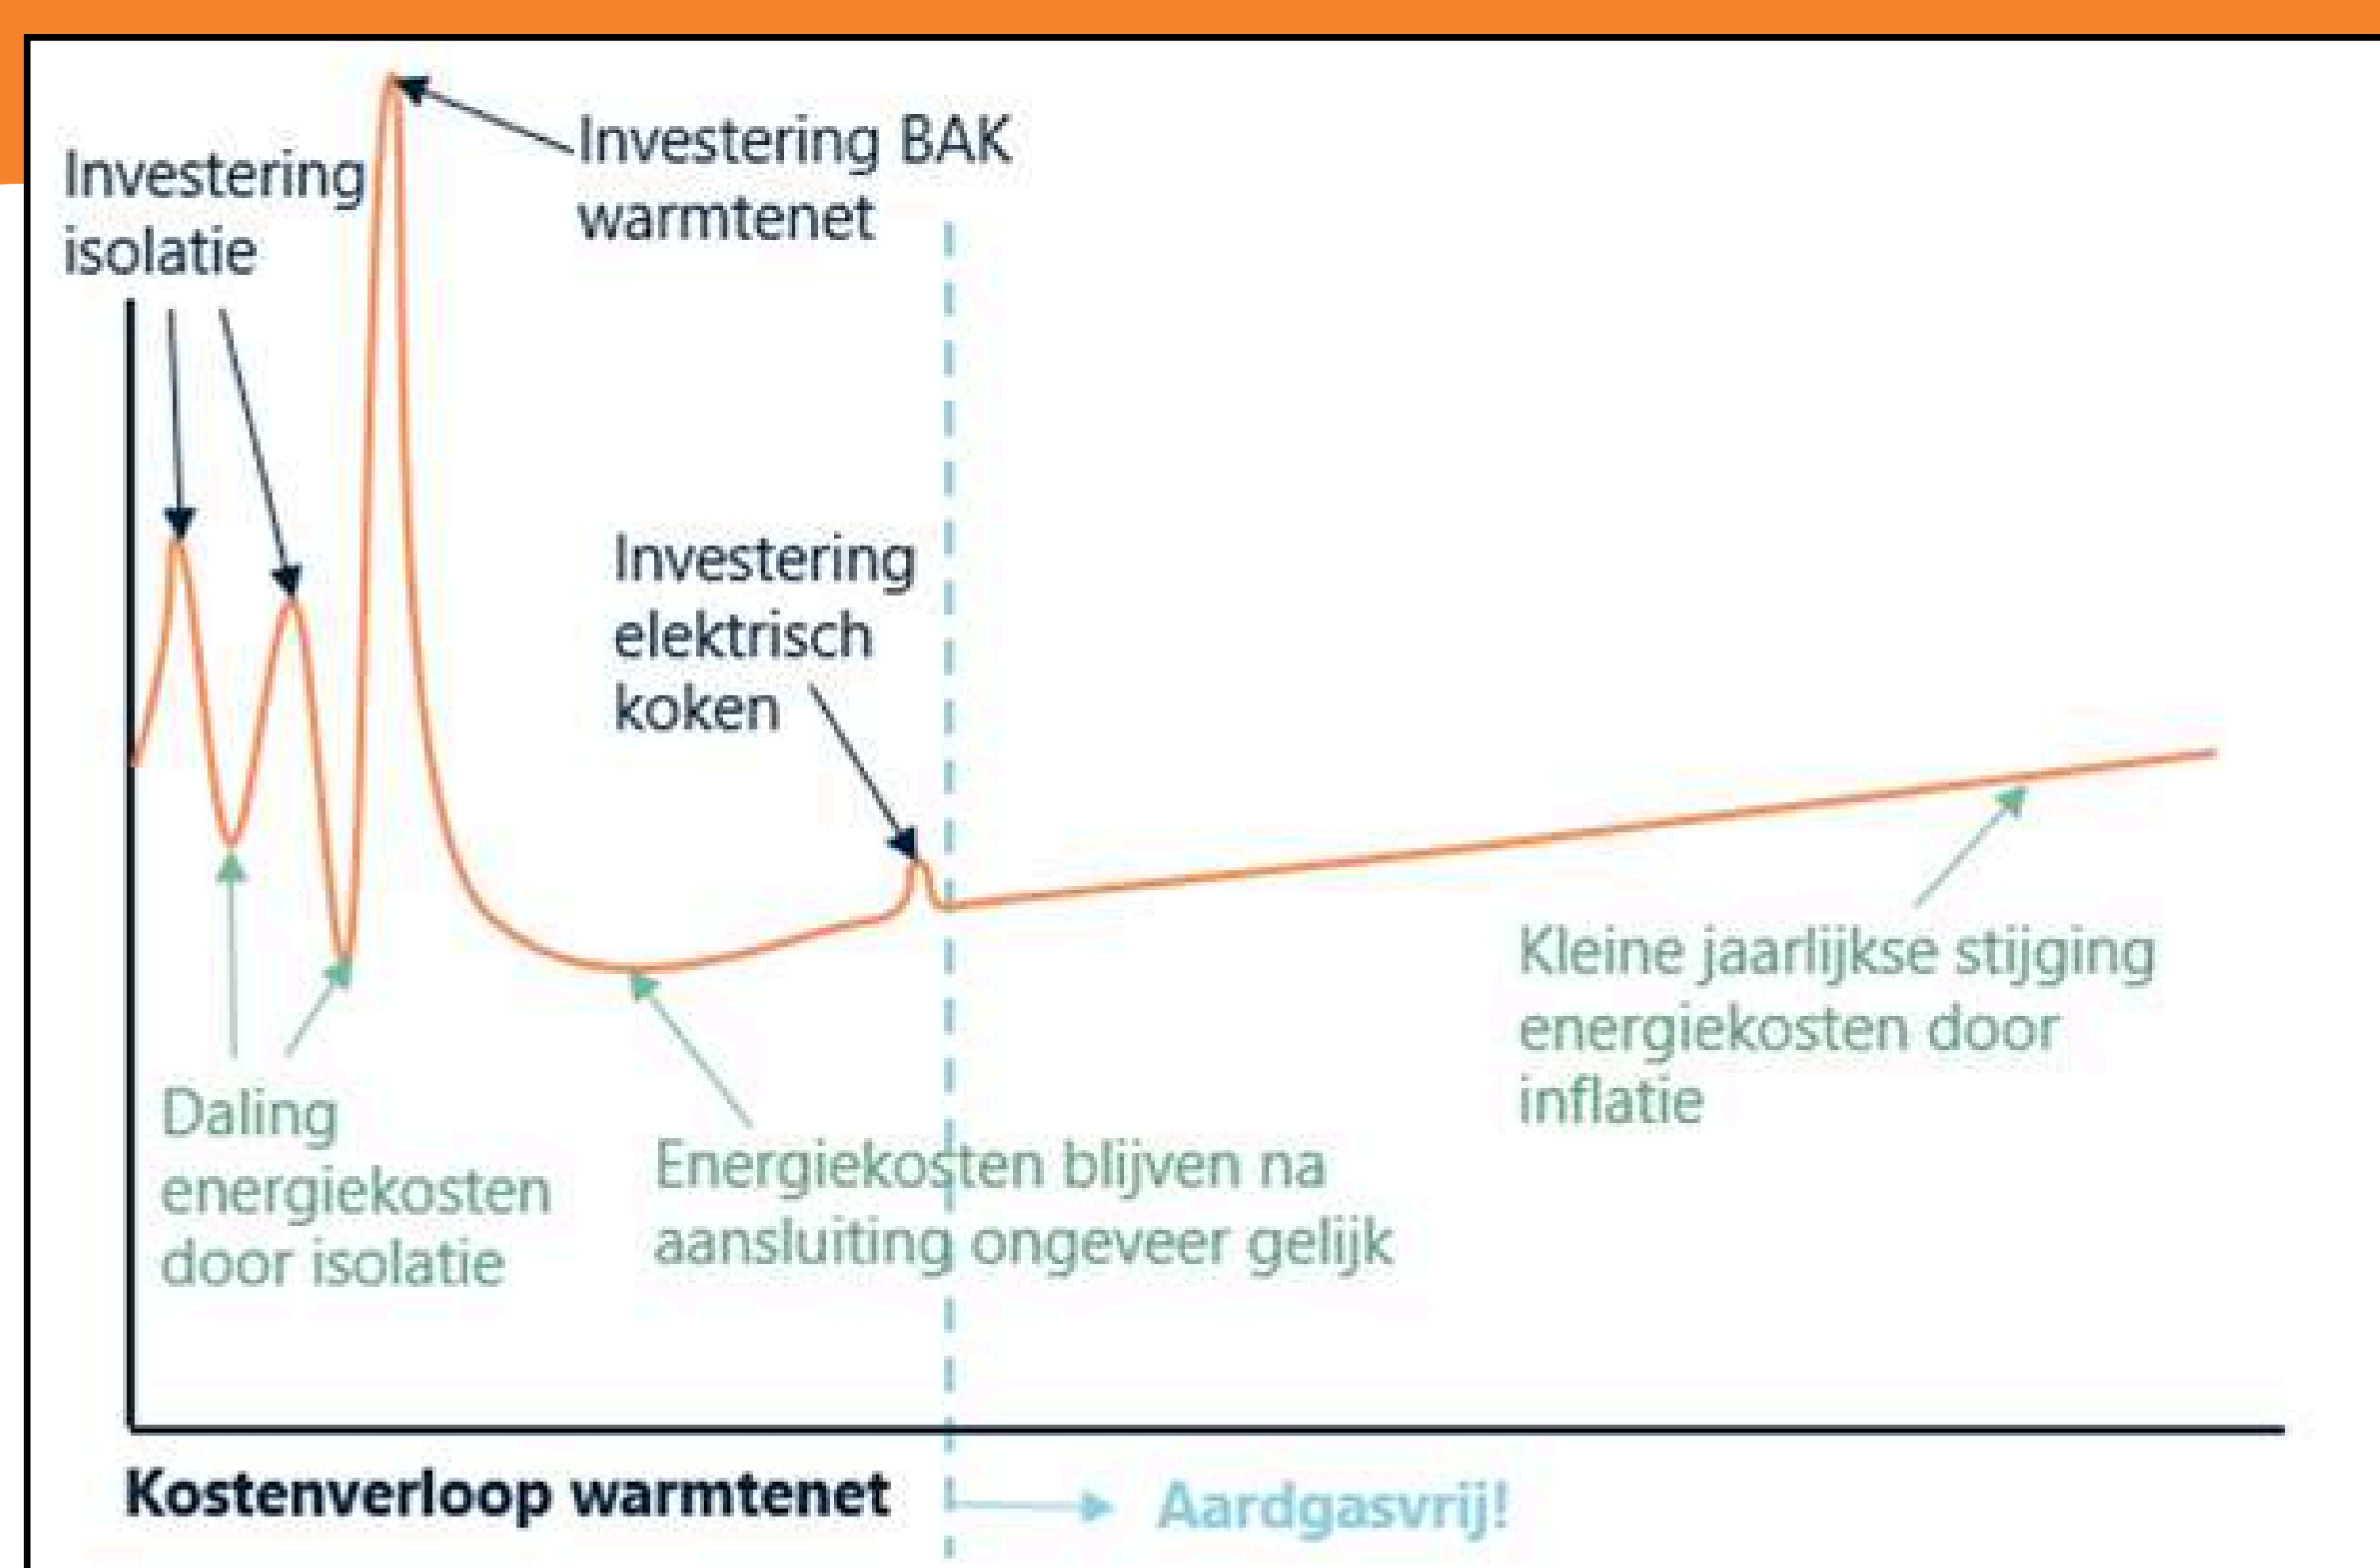 Investering
isolatie
Investering BAK
warmtenet
Investering
elektrisch
koken
Kleine jaarlijkse stijging
energiekosten door
inflatie
Daling
energiekosten
door isolatie
Energiekosten blijven na
aansluiting ongeveer gelijk
Kostenverloop warmtenet
Aardgasvrij!